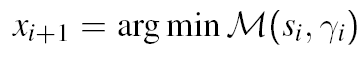 x_{i+1} = arg min ℳ(s_i, γ_i)